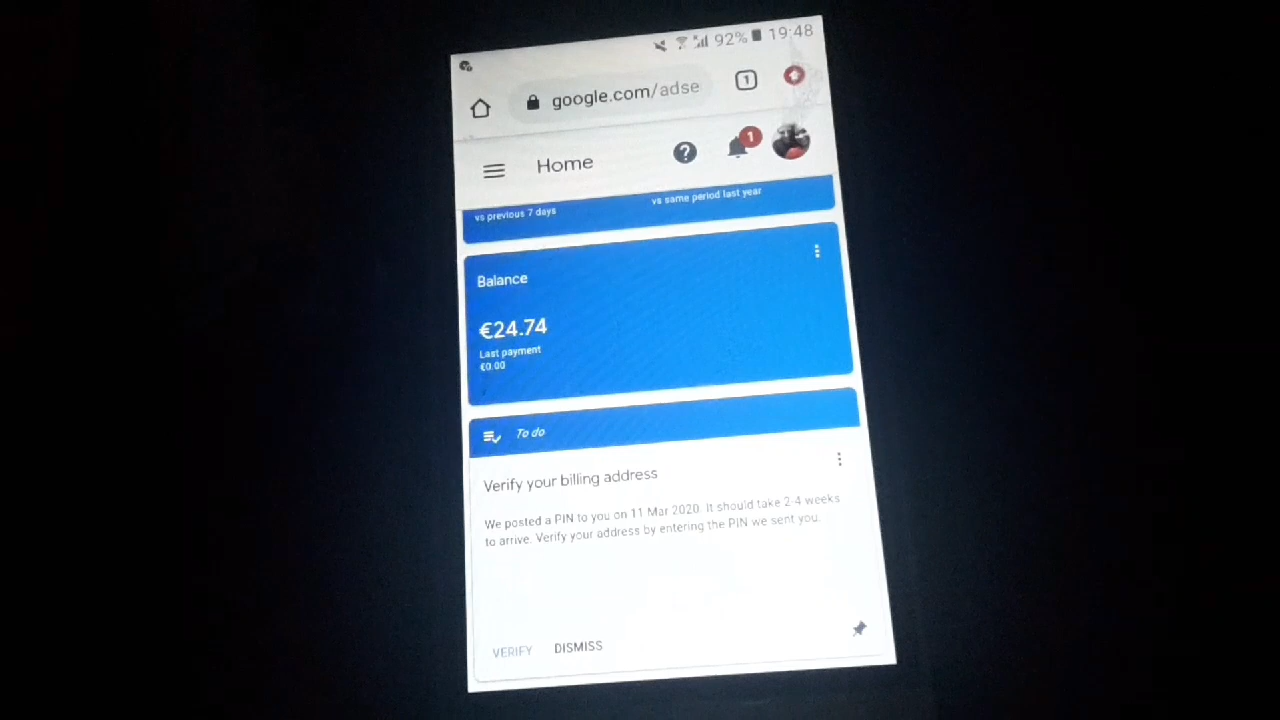 92% 19:48
google.com/adse
1
Home
?
1
vs previous 7 days
vs same period last year
Balance
€24.74
Last payment
€0.00
To do
Verify your billing address
We posted a PIN to you on 11 Mar 2020. It should take 2-4 weeks
to arrive. Verify your address by entering the PIN we sent you.
VERIFY
DISMISS